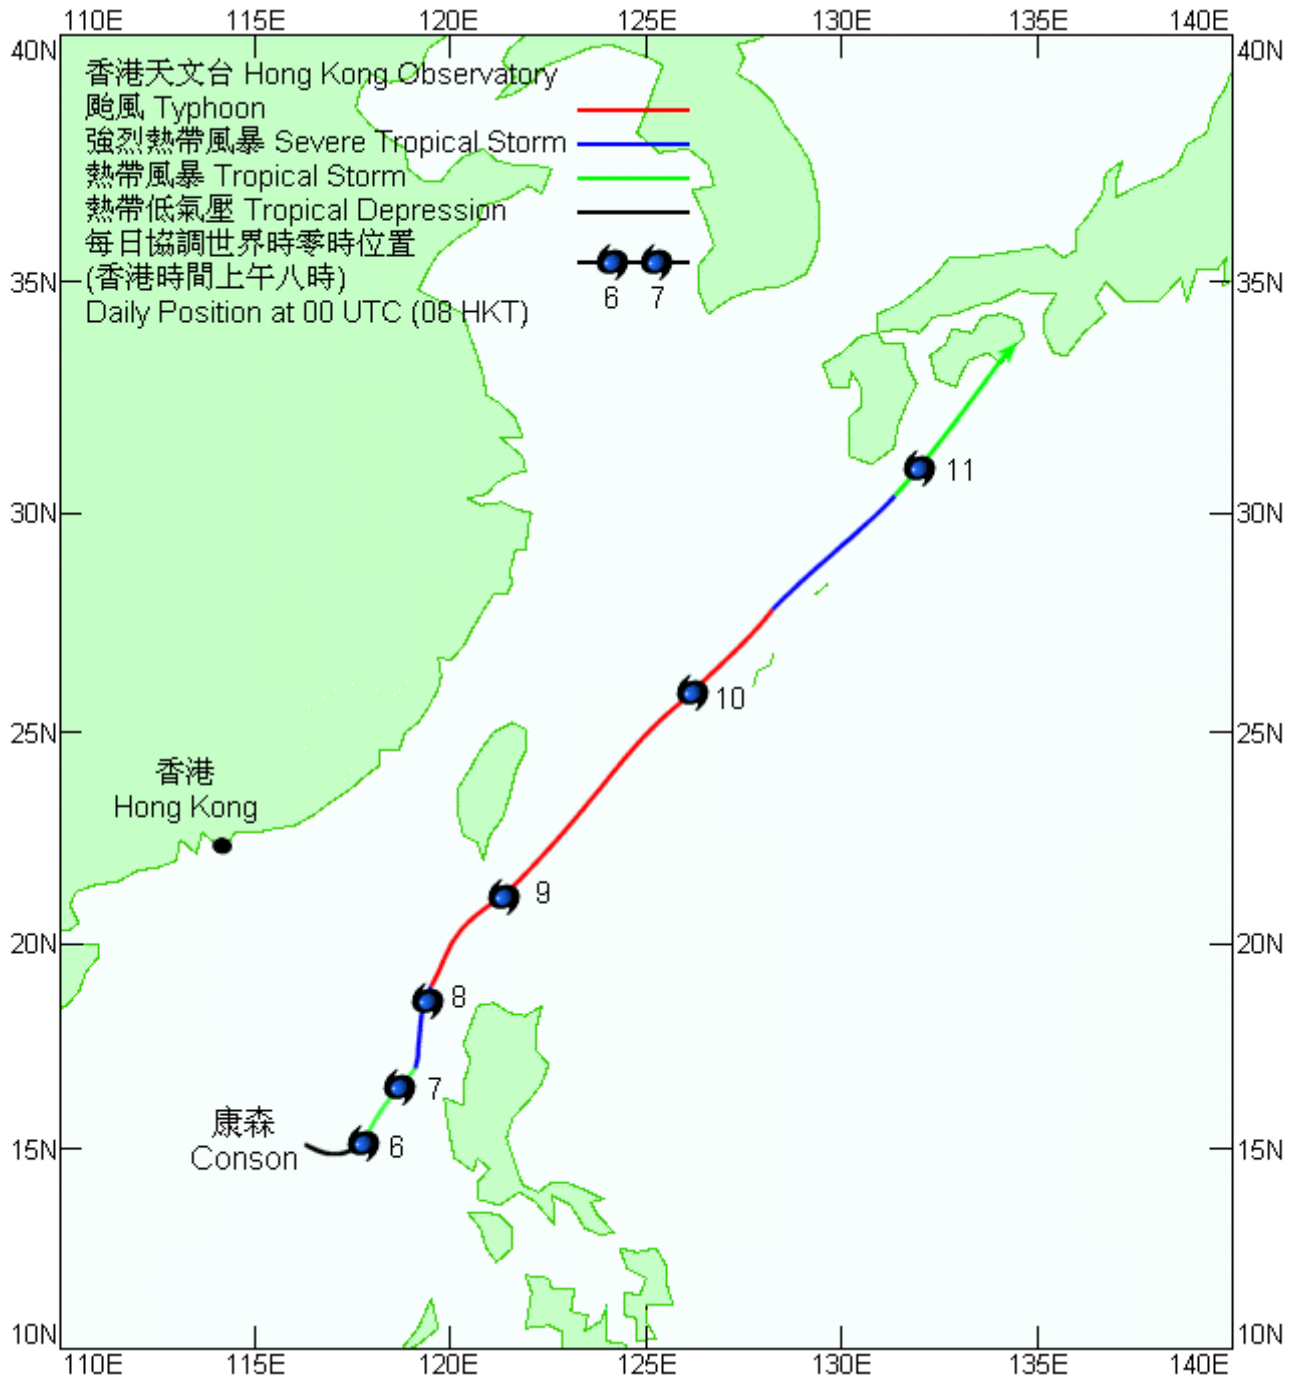 110E 115E 120E 125E 130E 135E 140E
40N 40N
香港天文台 Hong Kong Observatory
颱風 Typhoon
強烈熱帶風暴 Severe Tropical Storm
熱帶風暴 Tropical Storm
熱帶低氣壓 Tropical Depression
每日協調世界時零時位置
(香港時間上午八時)
6 7
35N 35N
Daily Position at 00 UTC (08 HKT)
11
30N 30N
10
25N 25N
香港
Hong Kong
9
20N 20N
8
7
康森
6
Conson
15N 15N
10N 10N
110E 115E 120E 125E 130E 135E 140E